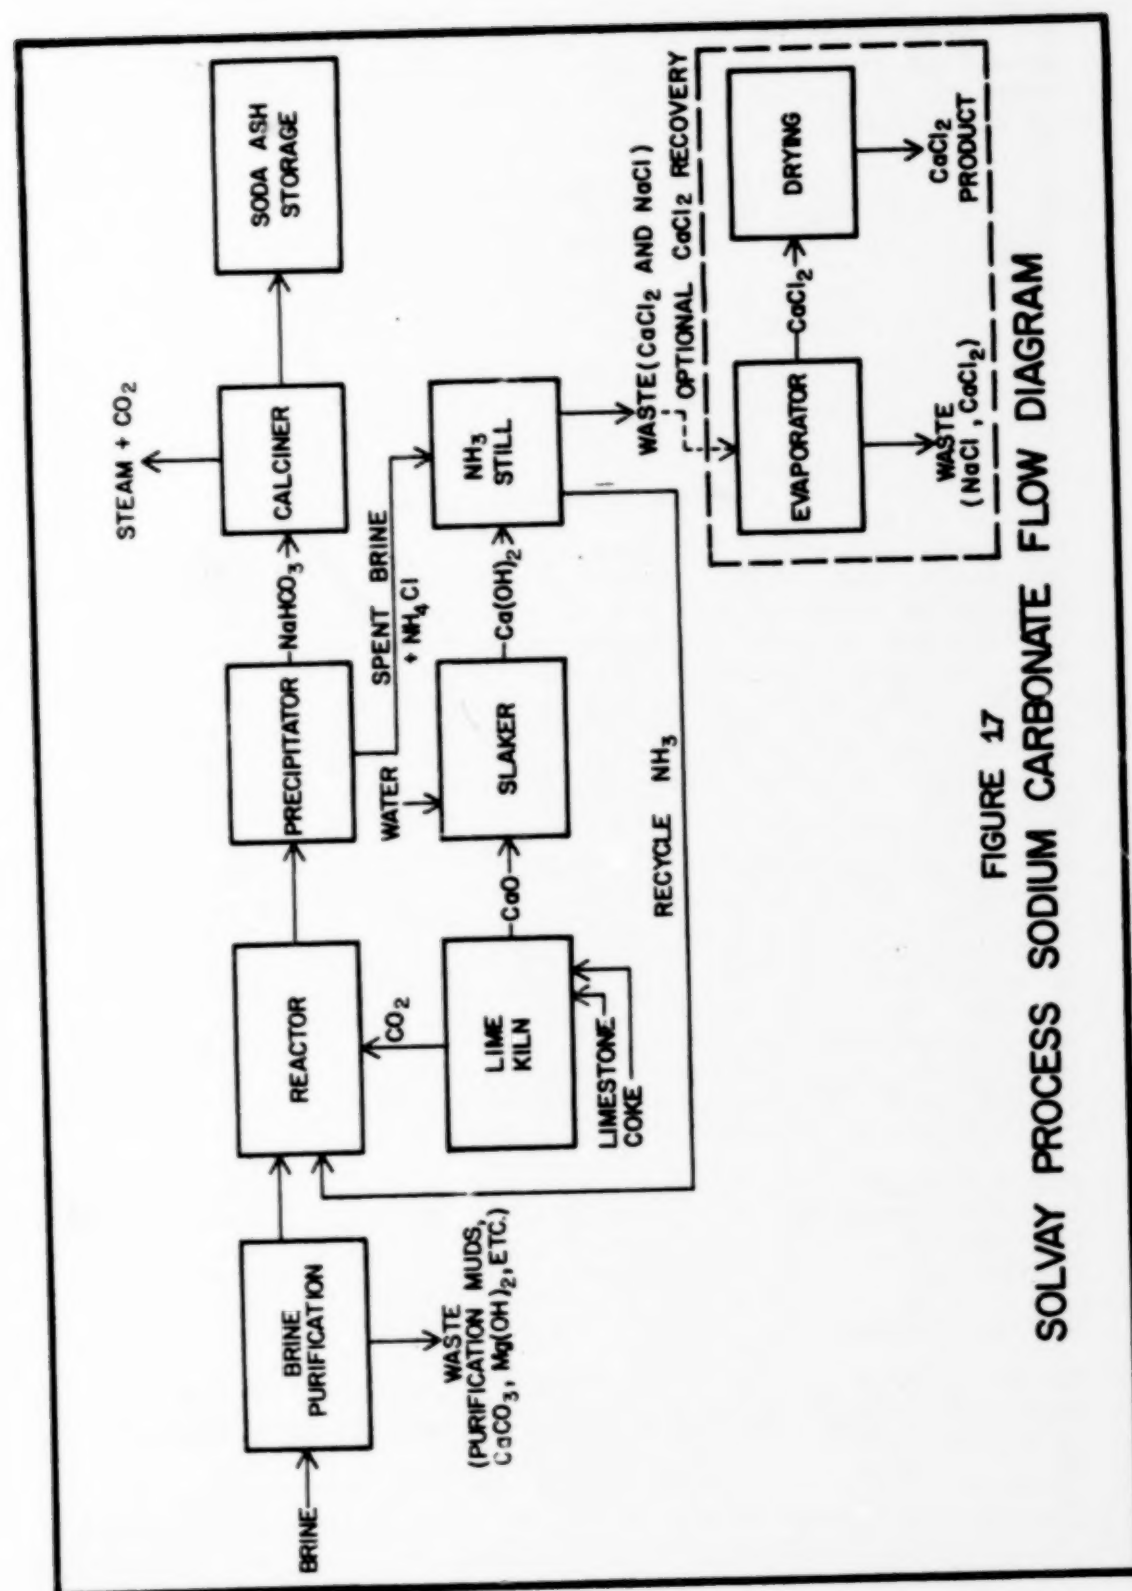 STEAM + CO2
BRINE
BRINE
PURIFICATION
REACTOR
PRECIPITATOR
NaHCO3
CALCINER
SODA ASH
STORAGE
WASTE
(PURIFICATION MUDS,
CaCO3, Mg(OH)2, ETC.)
CO2
SPENT BRINE
+ NH4Cl
WATER
LIME
KILN
CaO
SLAKER
Ca(OH)2
NH3
STILL
LIMESTONE
COKE
RECYCLE NH3
WASTE(CaCl2 AND NaCl)
OPTIONAL CaCl2 RECOVERY
EVAPORATOR
CaCl2
DRYING
WASTE
(NaCl, CaCl2)
CaCl2
PRODUCT
FIGURE 17
SOLVAY PROCESS SODIUM CARBONATE FLOW DIAGRAM